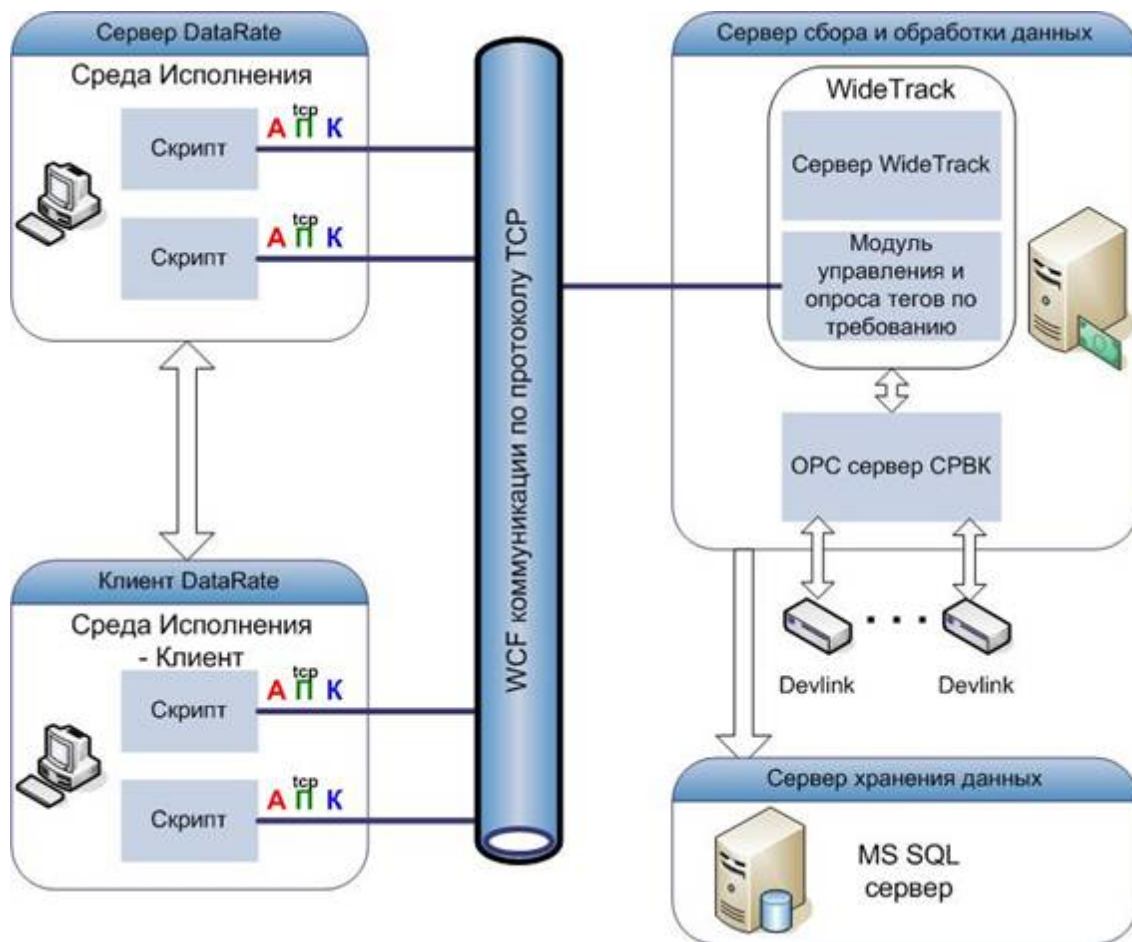 Сервер DataRate
Среда Исполнения
Скрипт
tcp
А П К
Скрипт
tcp
А П К
Клиент DataRate
Среда Исполнения
- Клиент
Скрипт
tcp
А П К
Скрипт
tcp
А П К
WCF коммуникации по протоколу TCP
Сервер сбора и обработки данных
WideTrack
Сервер WideTrack
Модуль
управления и
опроса тегов по
требованию
OPC сервер СРВК
. . .
Devlink
Devlink
Сервер хранения данных
MS SQL
сервер